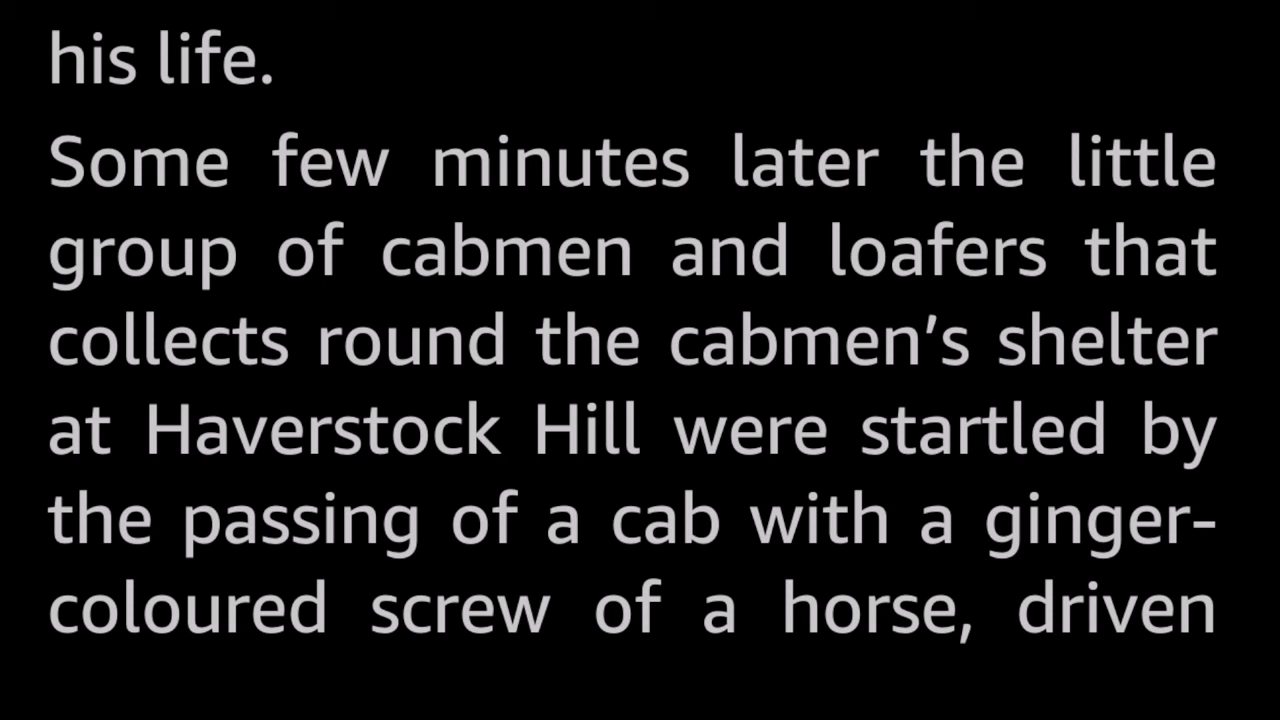 his life.
Some few minutes later the little
group of cabmen and loafers that
collects round the cabmen’s shelter
at Haverstock Hill were startled by
the passing of a cab with a ginger-
coloured screw of a horse, driven